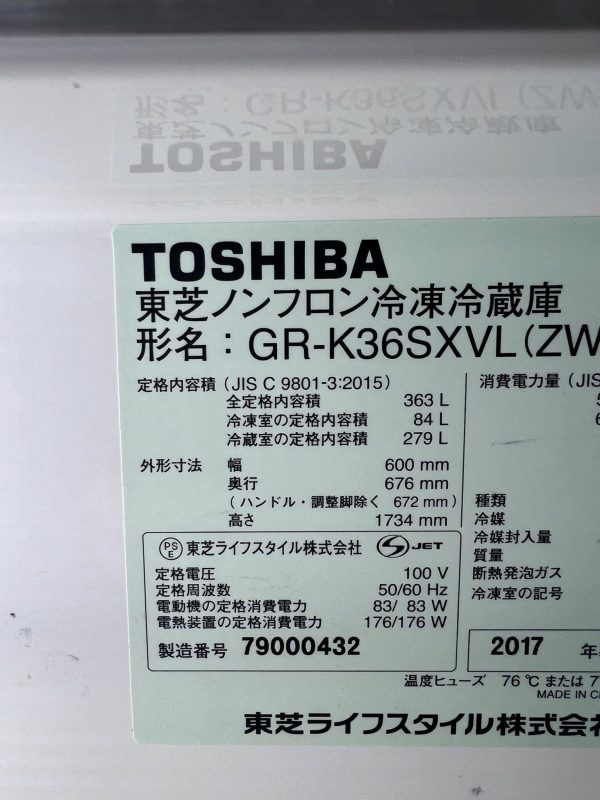 TOSHIBA
東芝ノンフロン冷凍冷蔵庫
形名：GR-K36SXVL(ZW
定格内容積（JIS C 9801-3:2015）
全定格内容積 363 L
冷凍室の定格内容積 84 L
冷蔵室の定格内容積 279 L
外形寸法 幅 600 mm
奥行 676 mm
（ハンドル・調整脚除く 672 mm）
高さ 1734 mm
消費電力量（JIS
種類
冷媒
冷媒封入量
質量
断熱発泡ガス
冷凍室の記号
PS E 東芝ライフスタイル株式会社 S JET
定格電圧 100 V
定格周波数 50/60 Hz
電動機の定格消費電力 83/ 83 W
電熱装置の定格消費電力 176/176 W
製造番号 79000432
2017 年
温度ヒューズ 76 ℃ または 7
MADE IN C
東芝ライフスタイル株式会